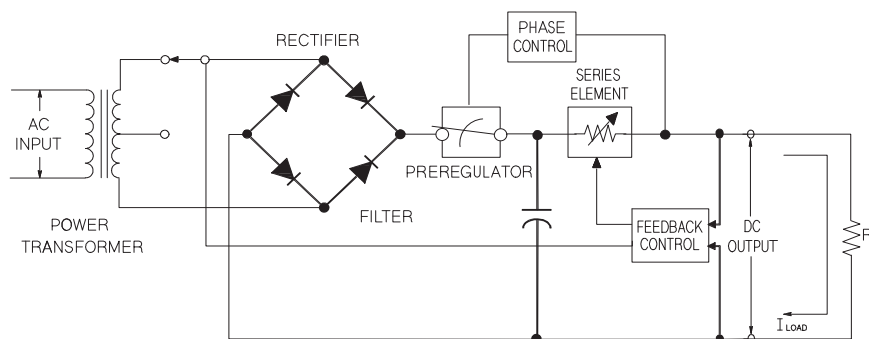 PHASE
CONTROL
RECTIFIER
SERIES
ELEMENT
AC
INPUT
PREREGULATOR
FILTER
POWER
TRANSFORMER
FEEDBACK
CONTROL
DC
OUTPUT
I LOAD